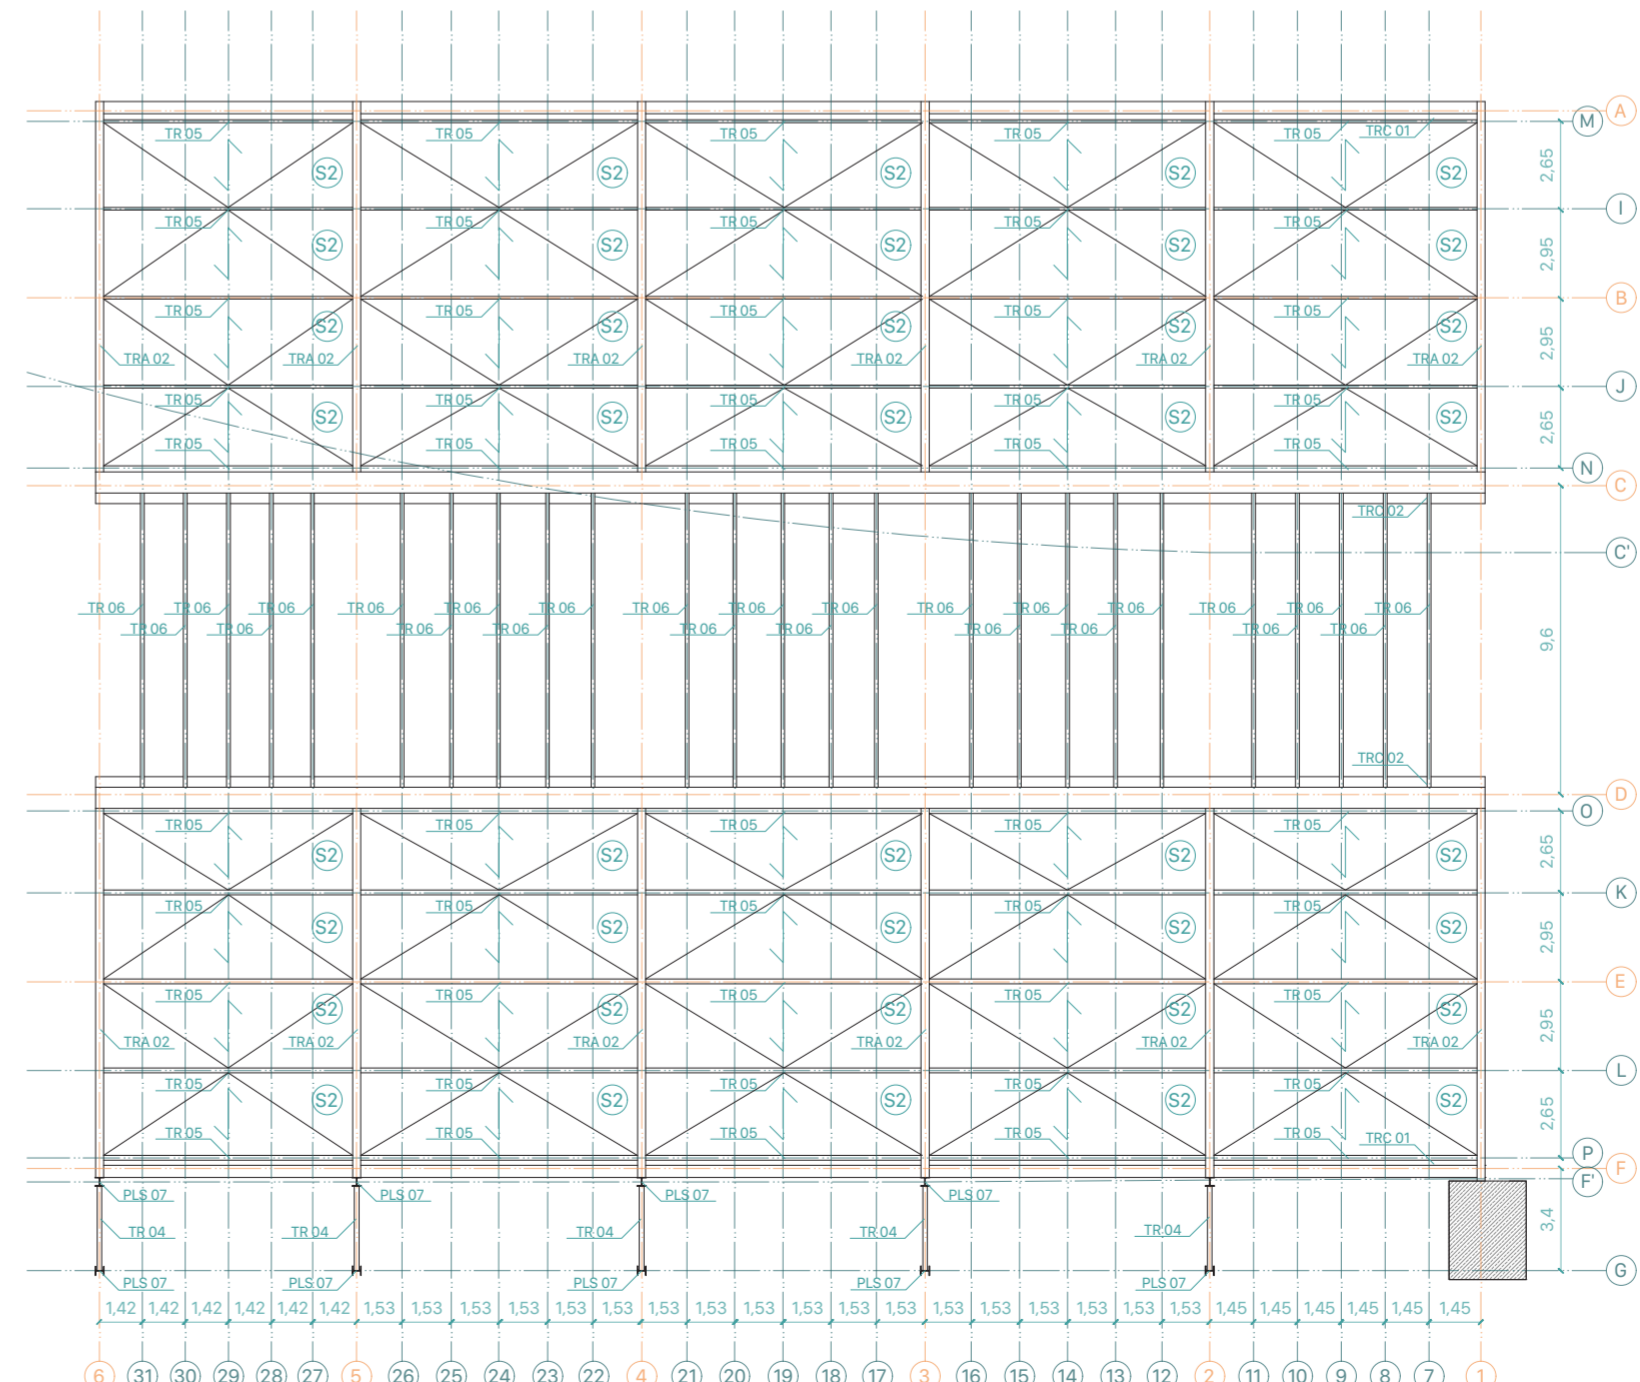 A
M
TR 05 TR 05 TR 05 TR 05 TR 05 TRC 01
S2 S2 S2 S2 S2 2,65
I
TR 05 TR 05 TR 05 TR 05 TR 05
S2 S2 S2 S2 S2 2,95
B
TR 05 TR 05 TR 05 TR 05 TR 05
S2 S2 S2 S2 S2 2,95
TRA 02 TRA 02 TRA 02 TRA 02 TRA 02 TRA 02
J
TR 05 TR 05 TR 05 TR 05 TR 05
S2 S2 S2 S2 S2 2,65
TR 05 TR 05 TR 05 TR 05 TR 05
N
C
TRC 02
C'
TR 06 TR 06 TR 06 TR 06 TR 06 TR 06 TR 06 TR 06 TR 06 TR 06 TR 06 TR 06 TR 06 TR 06 TR 06
TR 06 TR 06 TR 06 TR 06 TR 06 TR 06 TR 06 TR 06 TR 06 TR 06
9,6
TRC 02
D
O
TR 05 TR 05 TR 05 TR 05 TR 05
S2 S2 S2 S2 S2 2,65
K
TR 05 TR 05 TR 05 TR 05 TR 05
S2 S2 S2 S2 S2 2,95
E
TR 05 TR 05 TR 05 TR 05 TR 05
S2 S2 S2 S2 S2 2,95
TRA 02 TRA 02 TRA 02 TRA 02 TRA 02 TRA 02
L
TR 05 TR 05 TR 05 TR 05 TR 05
S2 S2 S2 S2 S2 2,65
TR 05 TR 05 TR 05 TR 05 TR 05 TRC 01
P
F
F'
PLS 07 PLS 07 PLS 07 PLS 07
TR 04 TR 04 TR 04 TR 04 TR 04 3,4
G
PLS 07 PLS 07 PLS 07 PLS 07 PLS 07
1,42 1,42 1,42 1,42 1,42 1,42 1,53 1,53 1,53 1,53 1,53 1,53 1,53 1,53 1,53 1,53 1,53 1,53 1,53 1,53 1,53 1,53 1,53 1,53 1,45 1,45 1,45 1,45 1,45 1,45
6 31 30 29 28 27 5 26 25 24 23 22 4 21 20 19 18 17 3 16 15 14 13 12 2 11 10 9 8 7 1